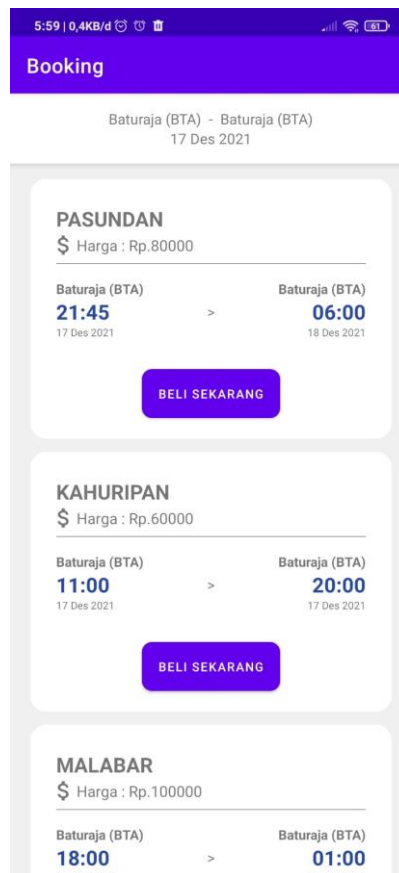 5:59 | 0,4KB/d
61
Booking
Baturaja (BTA) - Baturaja (BTA)
17 Des 2021
PASUNDAN
$ Harga : Rp.80000
Baturaja (BTA) Baturaja (BTA)
21:45 > 06:00
17 Des 2021 18 Des 2021
BELI SEKARANG
KAHURIPAN
$ Harga : Rp.60000
Baturaja (BTA) Baturaja (BTA)
11:00 > 20:00
17 Des 2021 17 Des 2021
BELI SEKARANG
MALABAR
$ Harga : Rp.100000
Baturaja (BTA) Baturaja (BTA)
18:00 > 01:00